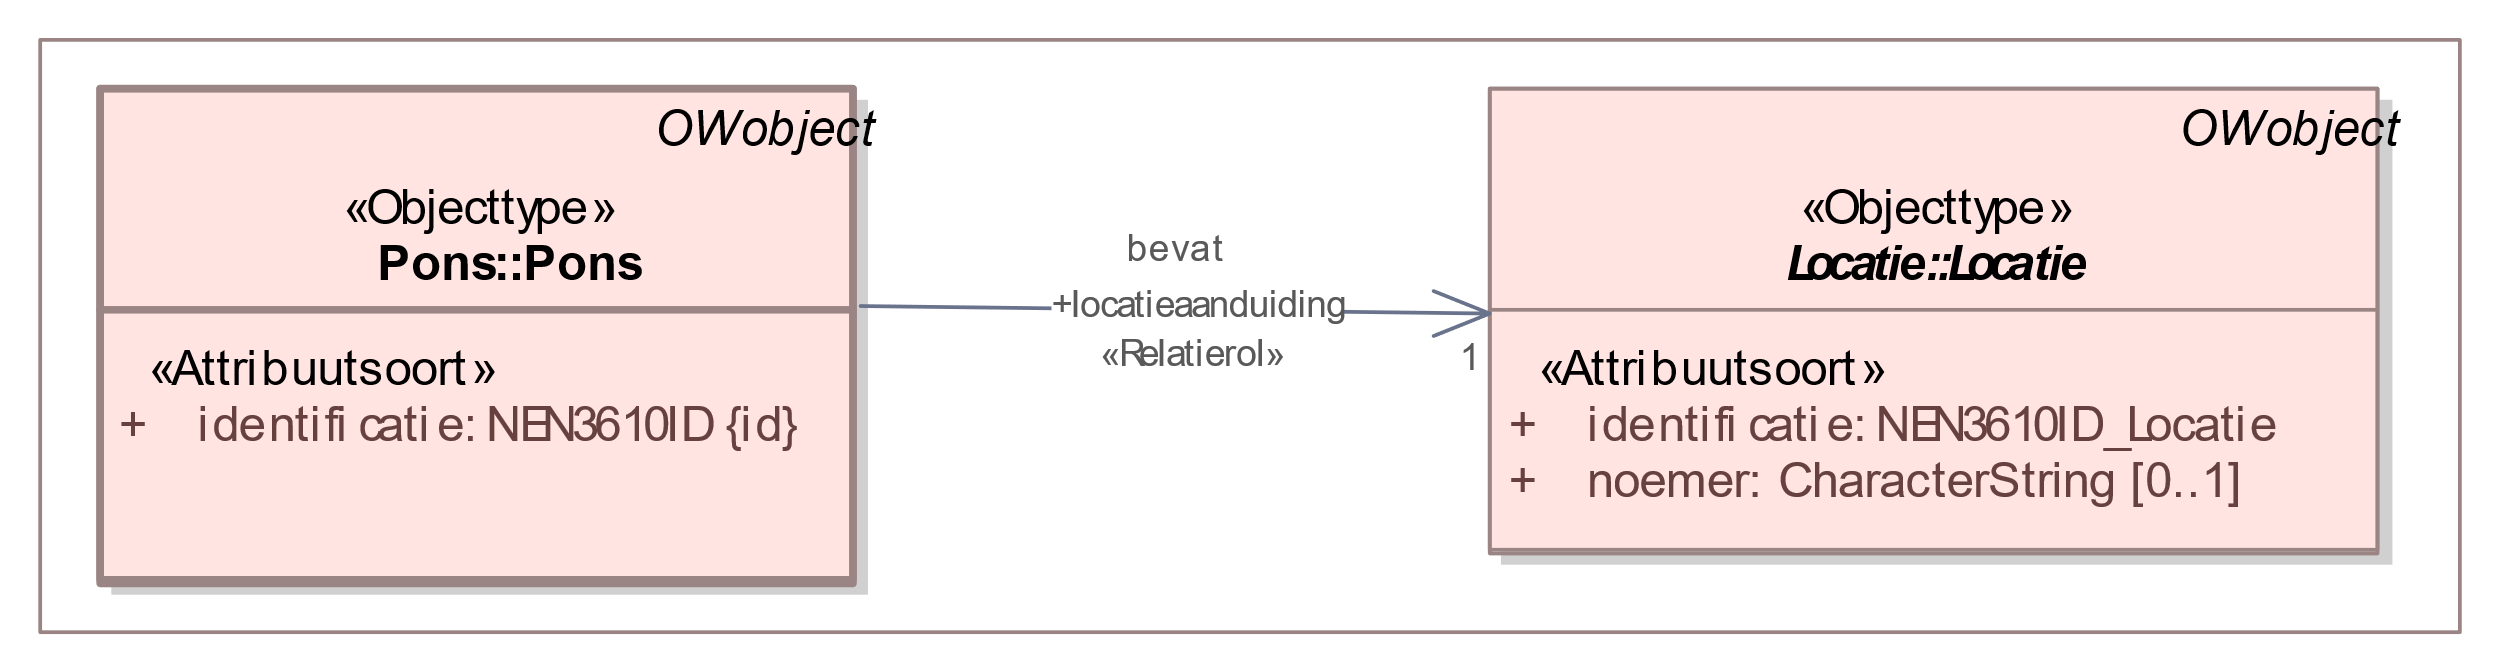 OWobject
«Objecttype»
Pons::Pons
«Attribuutsoort»
+ identificatie: NEN3610ID {id}
bevat
+locatieaanduiding
«Relatierol»
1
OWobject
«Objecttype»
Locatie::Locatie
«Attribuutsoort»
+ identificatie: NEN3610ID_Locatie
+ noemer: CharacterString [0..1]